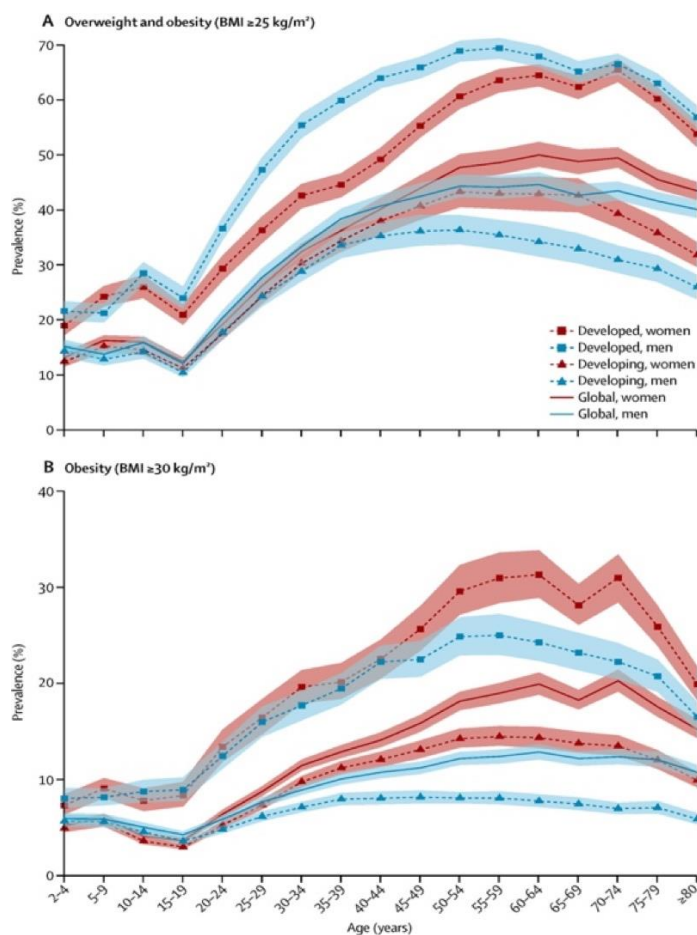 A Overweight and obesity (BMI ≥25 kg/m²)
70
60
50
40
30
20
10
0
Prevalence (%)
Developed, women
Developed, men
Developing, women
Developing, men
Global, women
Global, men
B Obesity (BMI ≥30 kg/m²)
40
30
20
10
0
Prevalence (%)
2–4
5–9
10–14
15–19
20–24
25–29
30–34
35–39
40–44
45–49
50–54
55–59
60–64
65–69
70–74
75–79
≥80
Age (years)